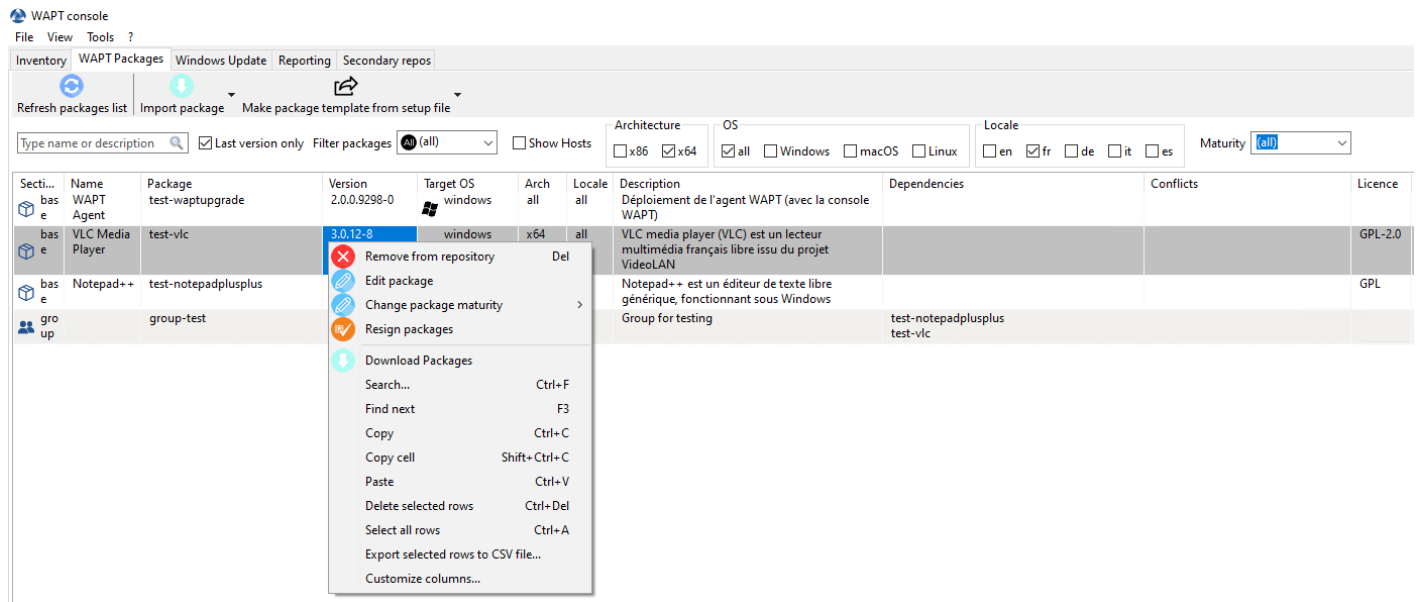 WAPT console
File View Tools ?
Inventory WAPT Packages Windows Update Reporting Secondary repos
Refresh packages list Import package Make package template from setup file
Architecture OS Locale
Type name or description Last version only Filter packages All (all) Show Hosts x86 x64 all Windows macOS Linux en fr de it es Maturity (all)
Secti... Name Package Version Target OS Arch Locale Description Dependencies Conflicts Licence
bas WAPT test-waptupgrade 2.0.0.9298-0 windows all all Déploiement de l'agent WAPT (avec la console
e Agent WAPT)
bas VLC Media test-vlc 3.0.12-8 windows x64 all VLC media player (VLC) est un lecteur GPL-2.0
e Player multimédia français libre issu du projet
VideoLAN
bas Notepad++ test-notepadplusplus Notepad++ est un éditeur de texte libre GPL
e générique, fonctionnant sous Windows
gro group-test Group for testing test-notepadplusplus
up test-vlc
Remove from repository Del
Edit package
Change package maturity >
Resign packages
Download Packages
Search... Ctrl+F
Find next F3
Copy Ctrl+C
Copy cell Shift+Ctrl+C
Paste Ctrl+V
Delete selected rows Ctrl+Del
Select all rows Ctrl+A
Export selected rows to CSV file...
Customize columns...